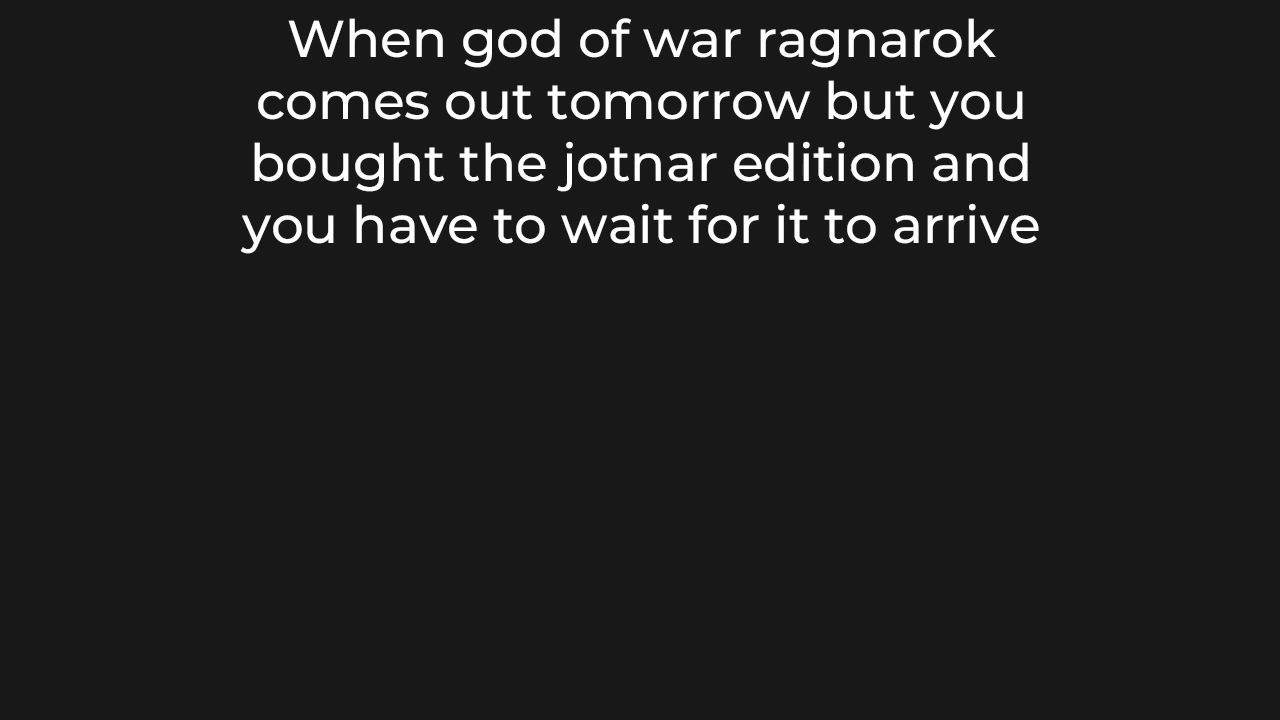 When god of war ragnarok
comes out tomorrow but you
bought the jotnar edition and
you have to wait for it to arrive